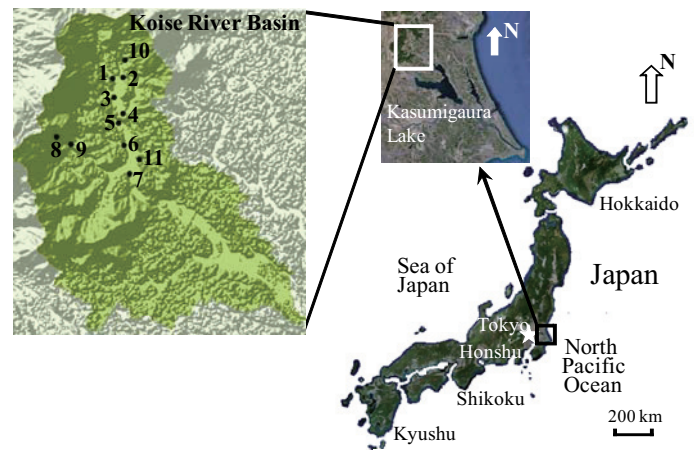 Koise River Basin
10
1
2
3
4
5
6
8
9
11
7
N
Kasumigaura
Lake
N
Hokkaido
Sea of
Japan
Japan
Tokyo
Honshu
North
Pacific
Ocean
Shikoku
Kyushu
200 km